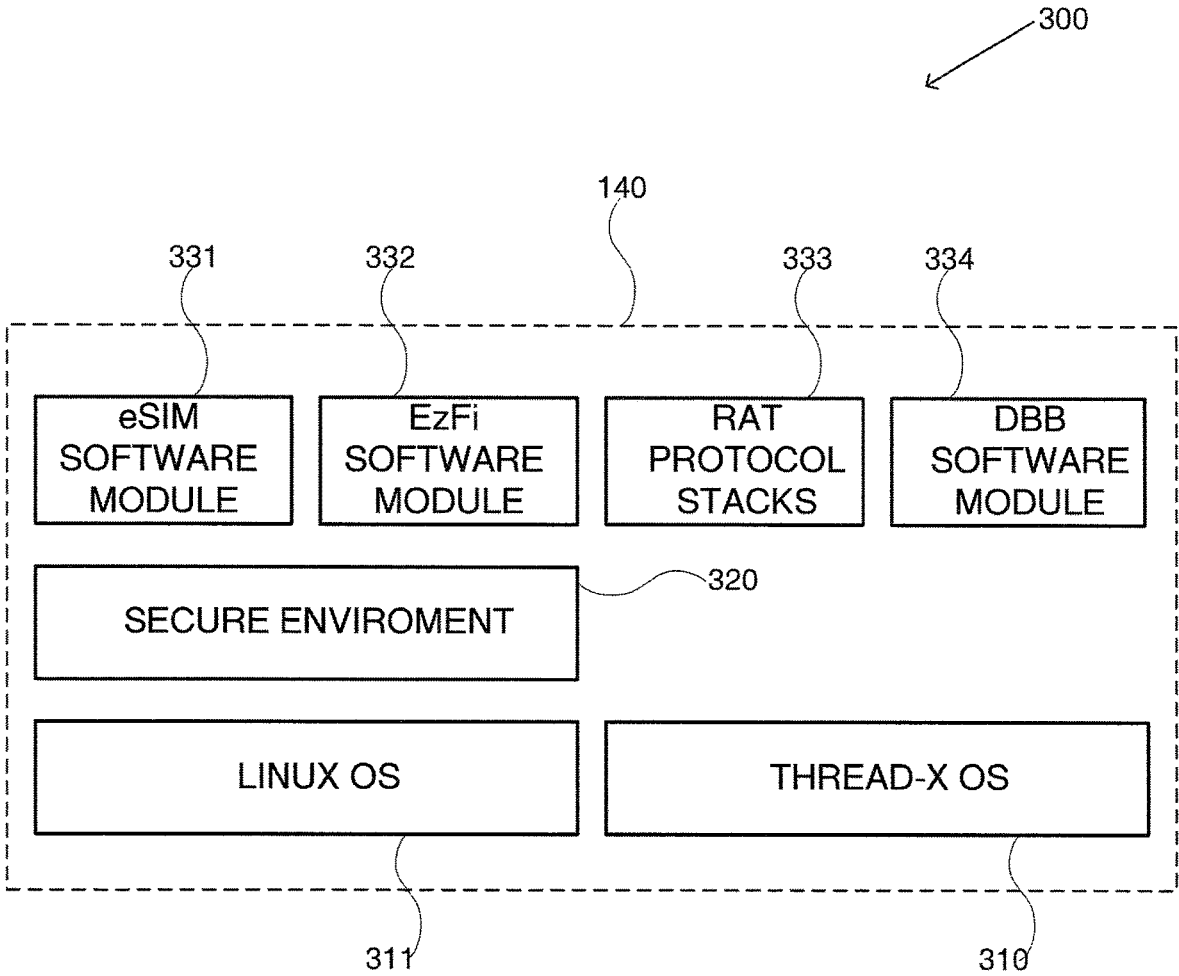 300
140
331
332
333
334
eSIM
SOFTWARE
MODULE
EzFi
SOFTWARE
MODULE
RAT
PROTOCOL
STACKS
DBB
SOFTWARE
MODULE
320
SECURE ENVIROMENT
LINUX OS
THREAD-X OS
311
310